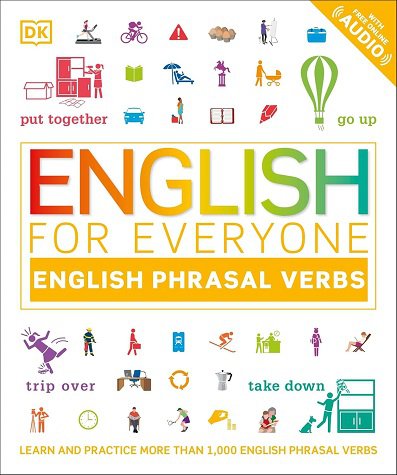 DK
WITH
FREE ONLINE
AUDIO
put together
go up
ENGLISH
FOR EVERYONE
ENGLISH PHRASAL VERBS
trip over
take down
LEARN AND PRACTICE MORE THAN 1,000 ENGLISH PHRASAL VERBS